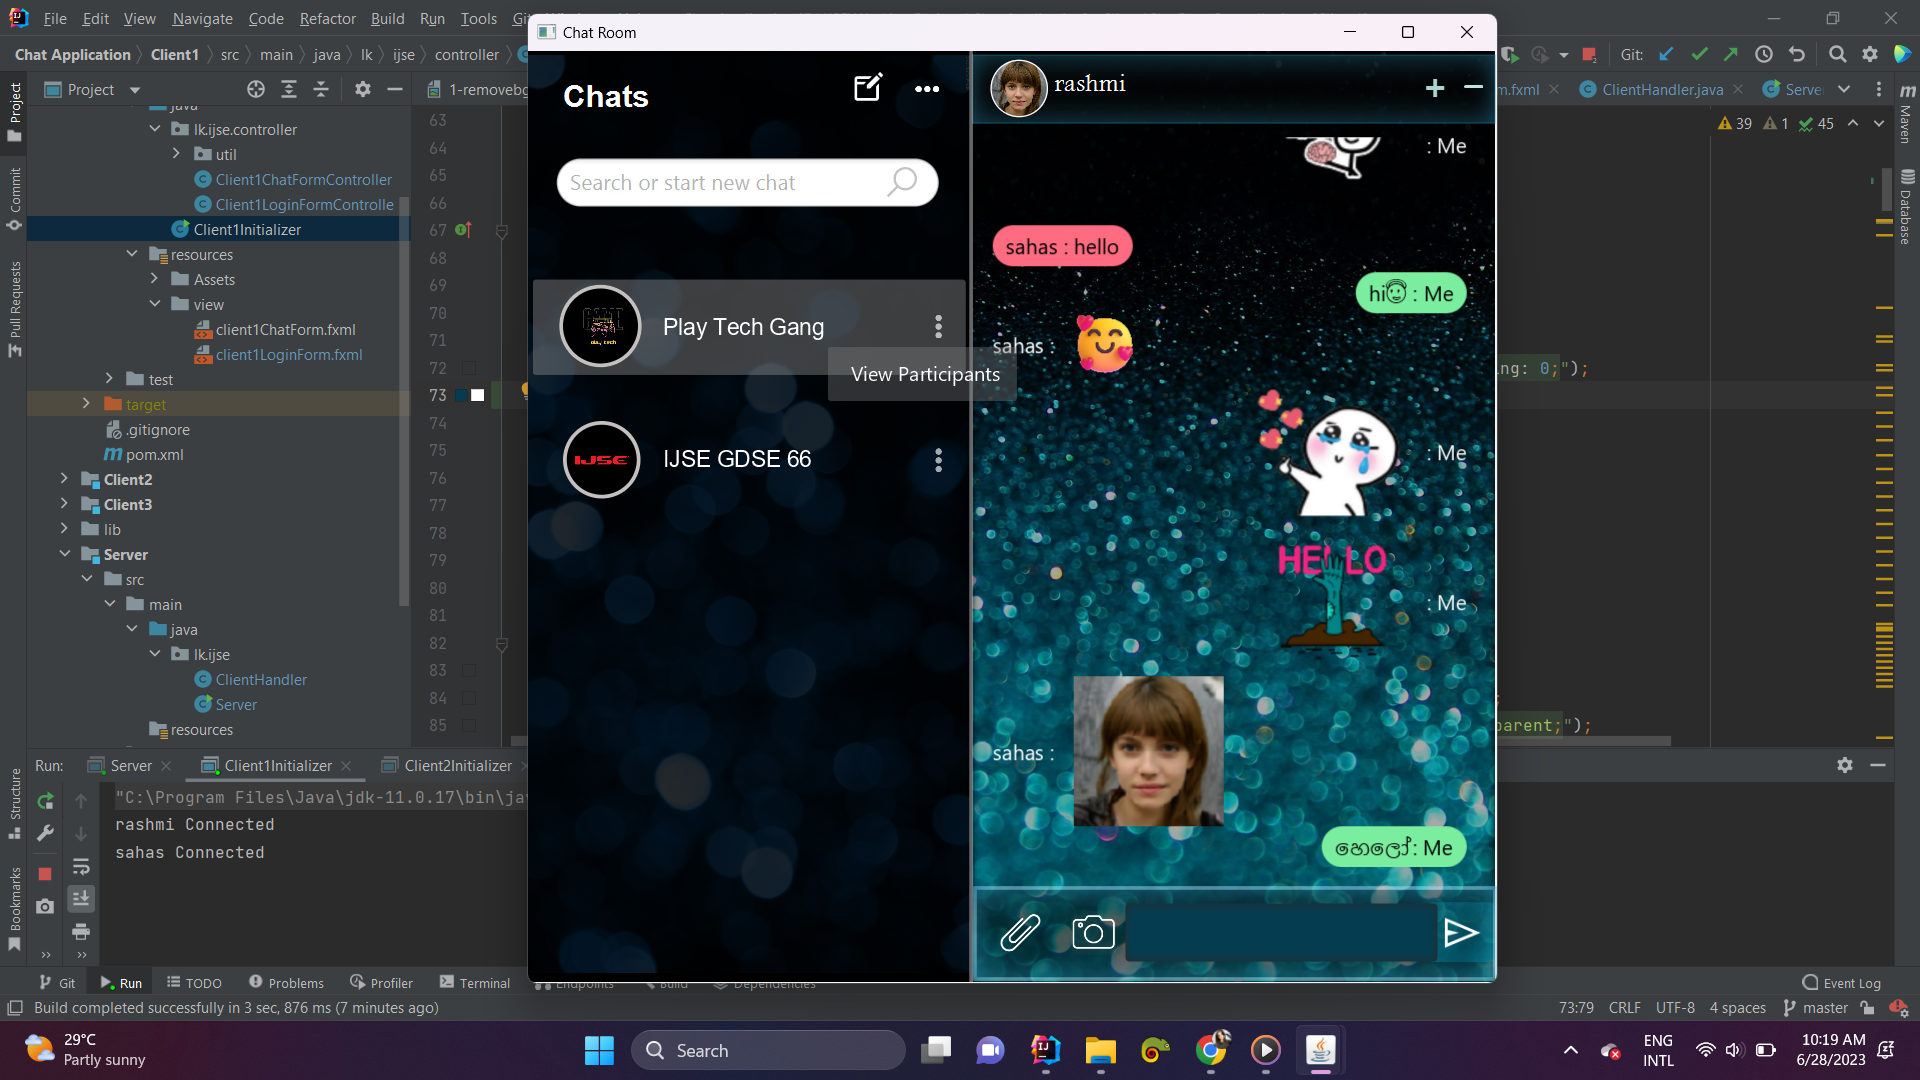 File Edit View Navigate Code Refactor Build Run Tools
Chat Application Client1 src main java lk ijse controller
Git:
Project
Project
Commit
Pull Requests
Structure
Bookmarks
java
lk.ijse.controller
util
Client1ChatFormController
Client1LoginFormControlle
Client1Initializer
resources
Assets
view
client1ChatForm.fxml
client1LoginForm.fxml
test
target
.gitignore
pom.xml
Client2
Client3
lib
Server
src
main
java
lk.ijse
ClientHandler
Server
resources
1-removebg
63
64
65
66
67
68
69
70
71
72
73
74
75
76
77
78
79
80
81
82
83
84
85
Chat Room
Chats
Search or start new chat
Play Tech Gang
View Participants
IJSE
IJSE GDSE 66
rashmi
: Me
sahas : hello
hi😇 : Me
sahas :
: Me
HELLO
: Me
sahas :
හෙලෝ : Me
m.fxml ClientHandler.java Serve
39 1 45
ng: 0;");
parent;");
Maven
Database
Run: Server Client1Initializer Client2Initializer
"C:\Program Files\Java\jdk-11.0.17\bin\jav
rashmi Connected
sahas Connected
Git Run TODO Problems Profiler Terminal Endpoints Build Dependencies Event Log
Build completed successfully in 3 sec, 876 ms (7 minutes ago) 73:79 CRLF UTF-8 4 spaces master
29°C
Partly sunny
Search
ENG
INTL
10:19 AM
6/28/2023